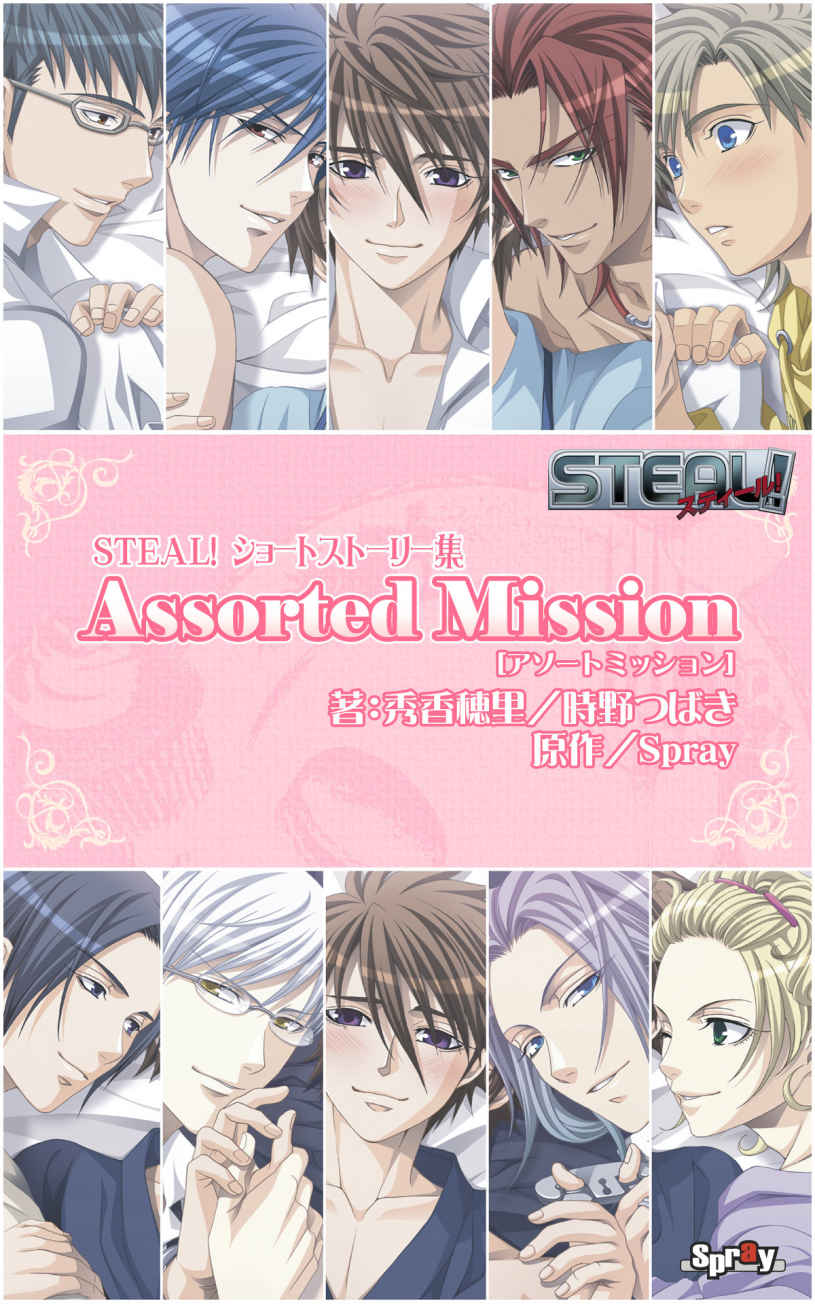 STEAL!
スティール!
STEAL! ショートストーリー集
Assorted Mission
[アソートミッション]
著:秀香穂里/時野つばき
原作/Spray
spray